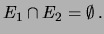 E₁ ∩ E₂ = ∅ .